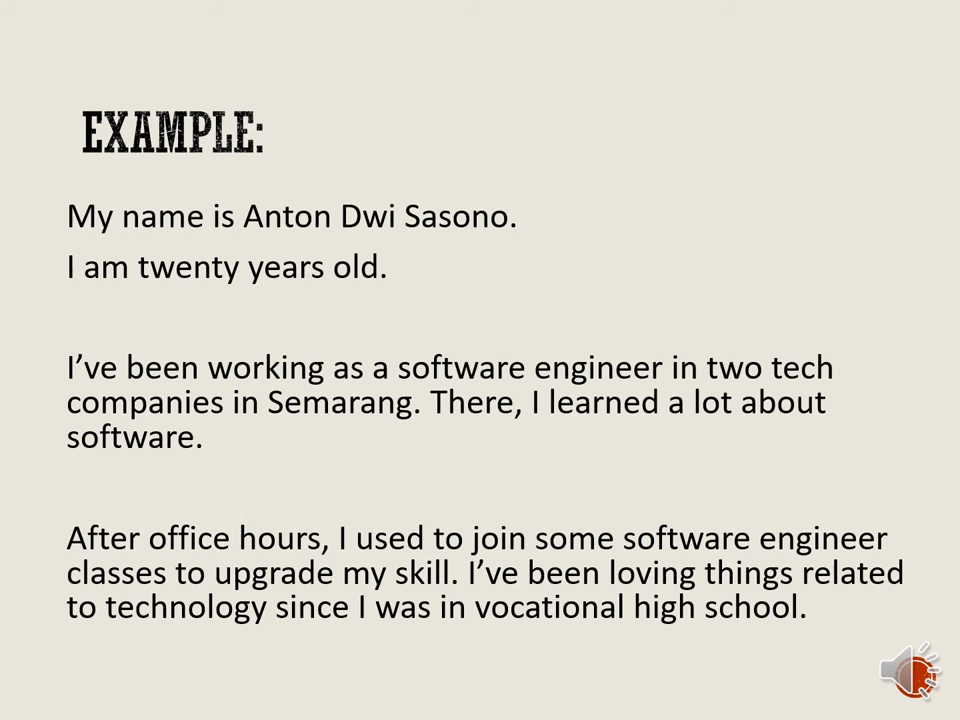 EXAMPLE:
My name is Anton Dwi Sasono.
I am twenty years old.
I’ve been working as a software engineer in two tech
companies in Semarang. There, I learned a lot about
software.
After office hours, I used to join some software engineer
classes to upgrade my skill. I’ve been loving things related
to technology since I was in vocational high school.